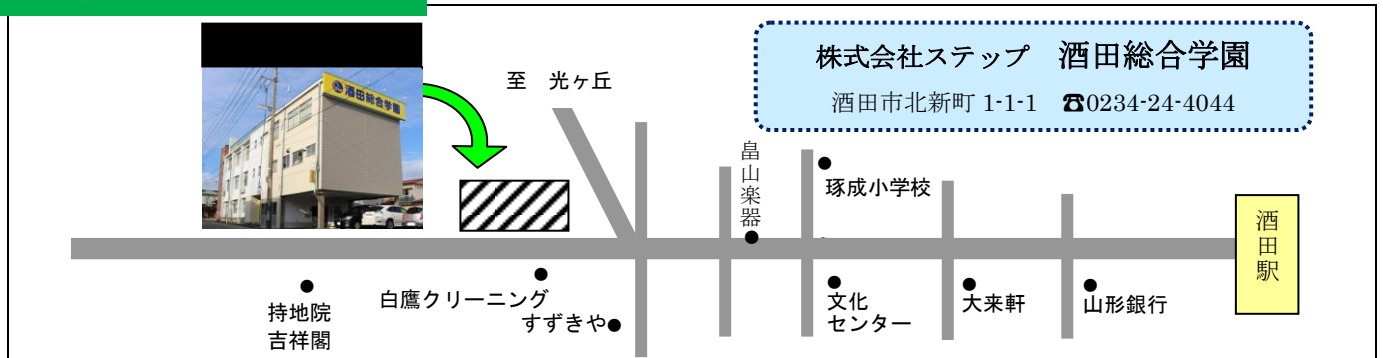 株式会社ステップ　酒田総合学園
酒田市北新町 1-1-1　☎0234-24-4044
酒田総合学園
至　光ヶ丘
畠山楽器
琢成小学校
酒田駅
持地院
吉祥閣
白鷹クリーニング
すずきや
文化
センター
大来軒
山形銀行